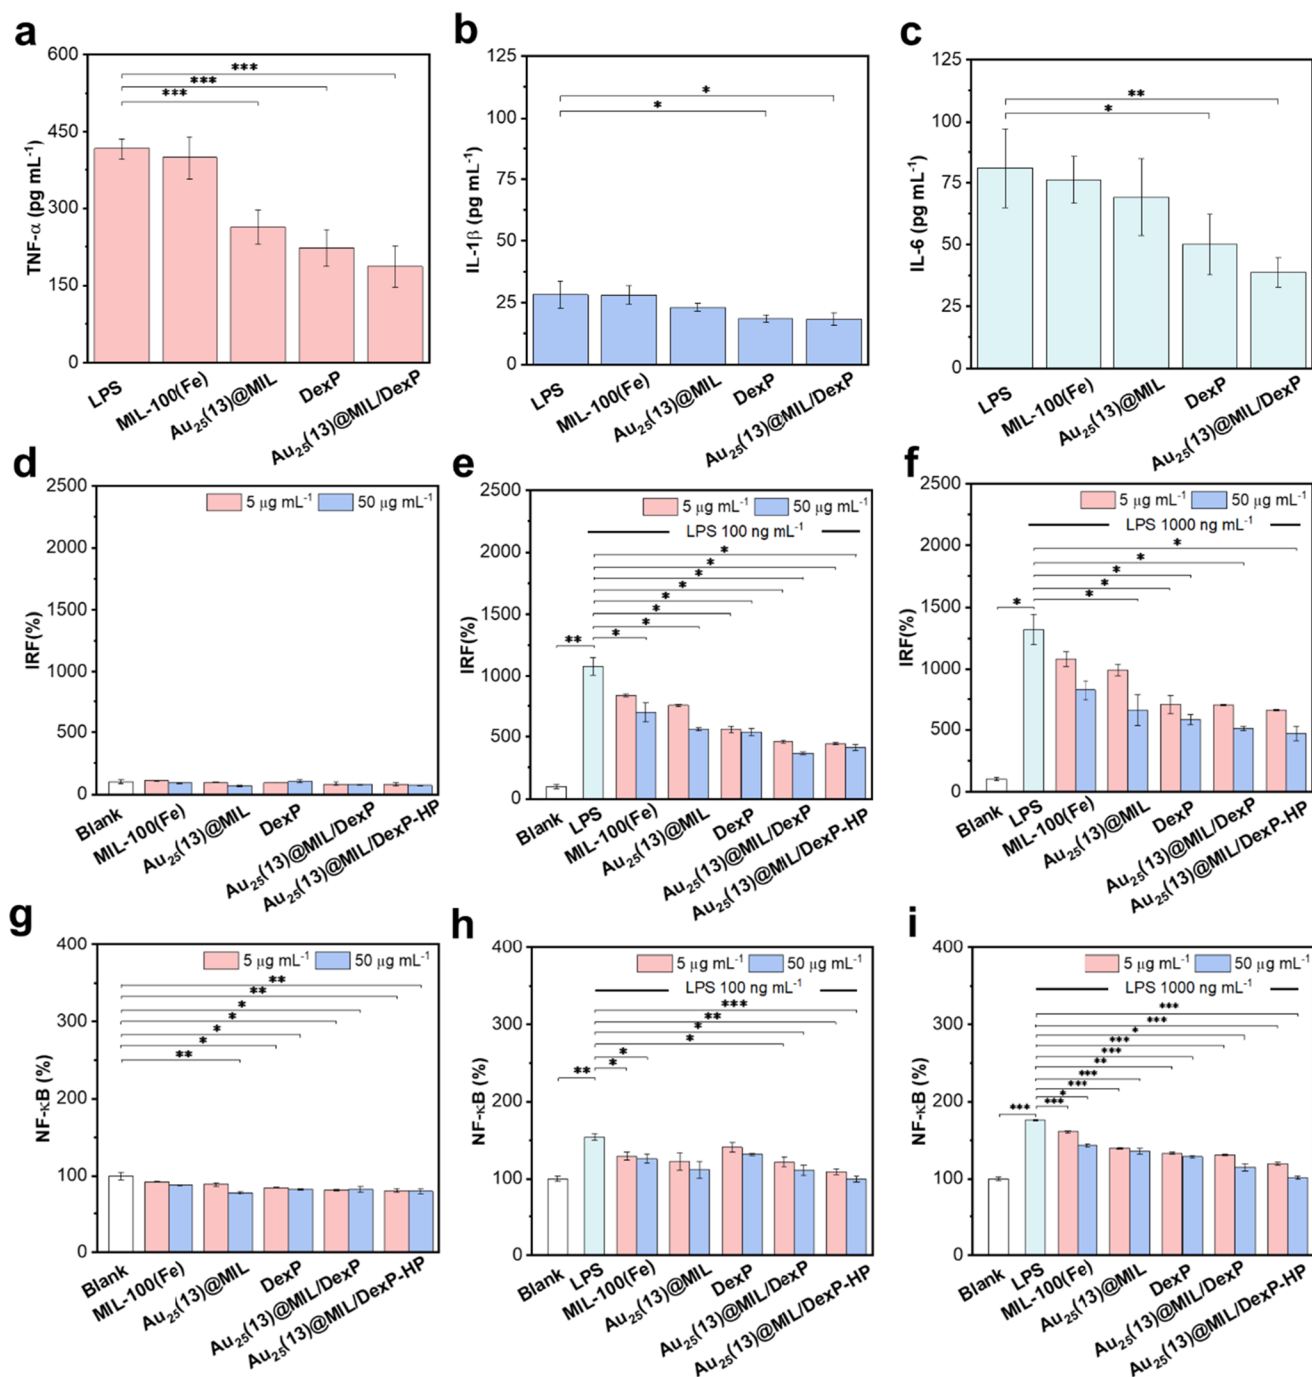 a
600
450
300
150
0
TNF-α (pg mL⁻¹)
***
***
***
LPS
MIL-100(Fe)
Au₂₅(13)@MIL
DexP
Au₂₅(13)@MIL/DexP
b
125
100
75
50
25
0
IL-1β (pg mL⁻¹)
*
*
LPS
MIL-100(Fe)
Au₂₅(13)@MIL
DexP
Au₂₅(13)@MIL/DexP
c
125
100
75
50
25
0
IL-6 (pg mL⁻¹)
**
*
LPS
MIL-100(Fe)
Au₂₅(13)@MIL
DexP
Au₂₅(13)@MIL/DexP
d
2500
2000
1500
1000
500
0
IRF(%)
5 μg mL⁻¹ 50 μg mL⁻¹
Blank
MIL-100(Fe)
Au₂₅(13)@MIL
DexP
Au₂₅(13)@MIL/DexP
Au₂₅(13)@MIL/DexP-HP
e
2500
2000
1500
1000
500
0
IRF(%)
5 μg mL⁻¹ 50 μg mL⁻¹
LPS 100 ng mL⁻¹
*
*
*
*
*
*
*
*
**
Blank
LPS
MIL-100(Fe)
Au₂₅(13)@MIL
DexP
Au₂₅(13)@MIL/DexP
Au₂₅(13)@MIL/DexP-HP
f
2500
2000
1500
1000
500
0
IRF(%)
5 μg mL⁻¹ 50 μg mL⁻¹
LPS 1000 ng mL⁻¹
*
*
*
*
*
*
Blank
LPS
MIL-100(Fe)
Au₂₅(13)@MIL
DexP
Au₂₅(13)@MIL/DexP
Au₂₅(13)@MIL/DexP-HP
g
400
300
200
100
0
NF-κB (%)
5 μg mL⁻¹ 50 μg mL⁻¹
**
**
*
*
*
*
**
Blank
MIL-100(Fe)
Au₂₅(13)@MIL
DexP
Au₂₅(13)@MIL/DexP
Au₂₅(13)@MIL/DexP-HP
h
400
300
200
100
0
NF-κB (%)
5 μg mL⁻¹ 50 μg mL⁻¹
LPS 100 ng mL⁻¹
***
**
*
*
*
*
**
Blank
LPS
MIL-100(Fe)
Au₂₅(13)@MIL
DexP
Au₂₅(13)@MIL/DexP
Au₂₅(13)@MIL/DexP-HP
i
400
300
200
100
0
NF-κB (%)
5 μg mL⁻¹ 50 μg mL⁻¹
LPS 1000 ng mL⁻¹
***
***
*
***
***
**
***
***
*
***
***
Blank
LPS
MIL-100(Fe)
Au₂₅(13)@MIL
DexP
Au₂₅(13)@MIL/DexP
Au₂₅(13)@MIL/DexP-HP